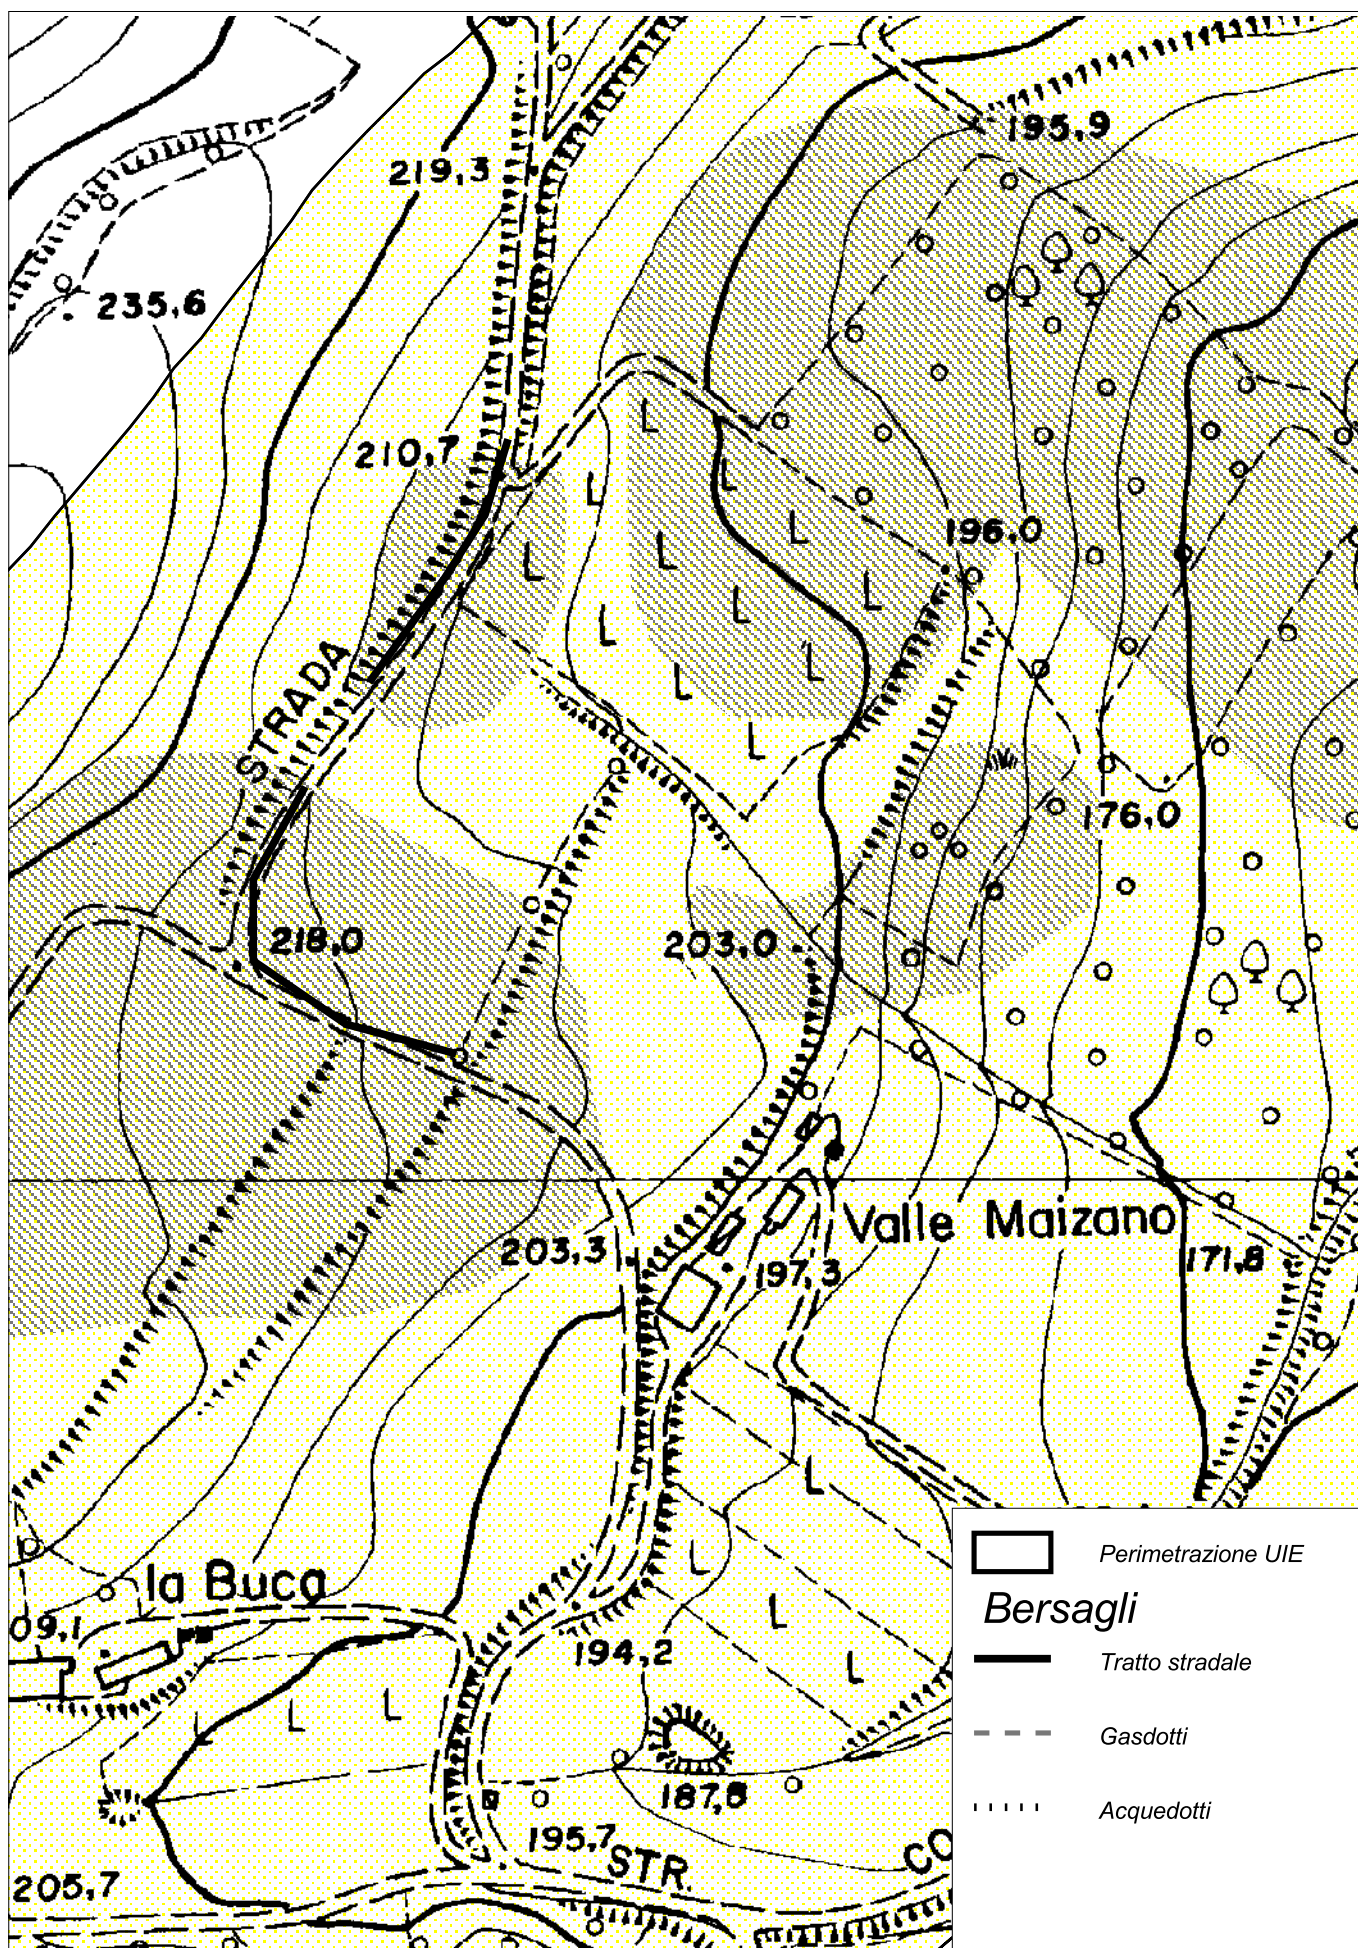 195,9
219,3
235,6
210,7
196,0
STRADA
176,0
218,0
203,0
Valle Maizano
203,3
197,3
171,8
Perimetrazione UIE
la Buca
Bersagli
09,1
194,2
Tratto stradale
Gasdotti
187,8
Acquedotti
195,7
STR.
CO
205,7